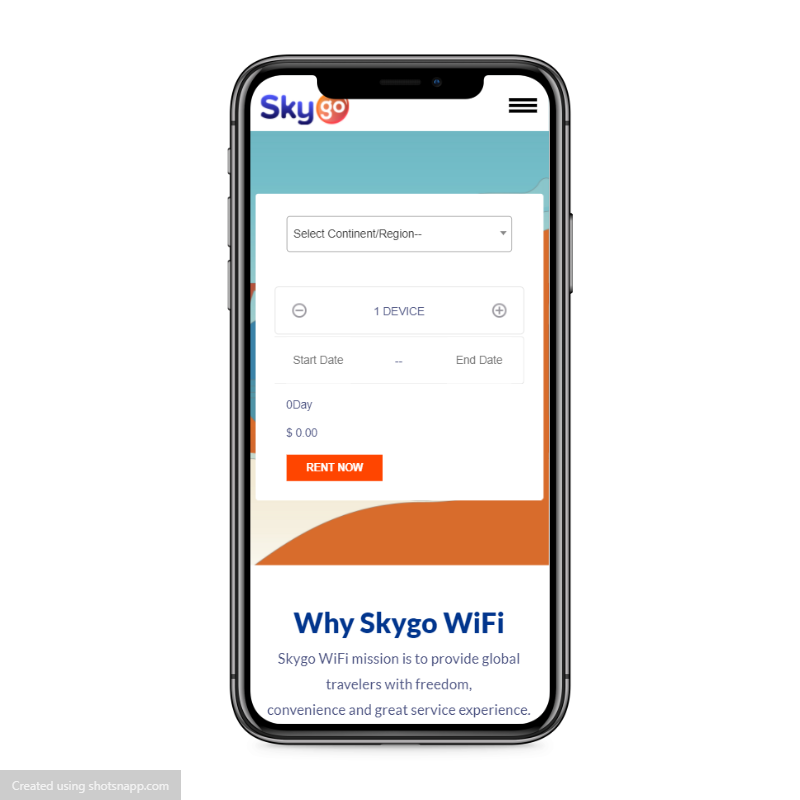 Skygo
Select Continent/Region--
1 DEVICE
Start Date -- End Date
0Day
$ 0.00
RENT NOW
Why Skygo WiFi
Skygo WiFi mission is to provide global
travelers with freedom,
convenience and great service experience.
Created using shotsnapp.com